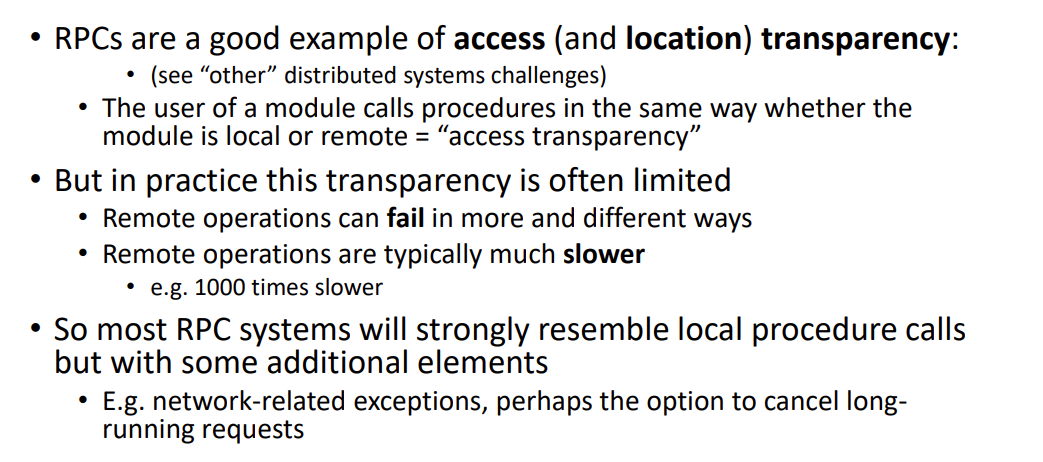 • RPCs are a good example of access (and location) transparency:
• (see “other” distributed systems challenges)
• The user of a module calls procedures in the same way whether the
module is local or remote = “access transparency”
• But in practice this transparency is often limited
• Remote operations can fail in more and different ways
• Remote operations are typically much slower
• e.g. 1000 times slower
• So most RPC systems will strongly resemble local procedure calls
but with some additional elements
• E.g. network-related exceptions, perhaps the option to cancel long-
running requests